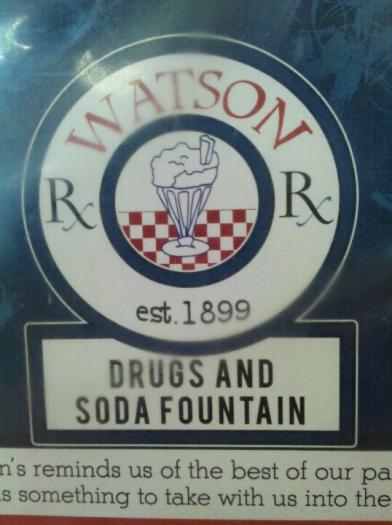 WATSON
Rx Rx
est. 1899
DRUGS AND
SODA FOUNTAIN
n's reminds us of the best of our pa
s something to take with us into the